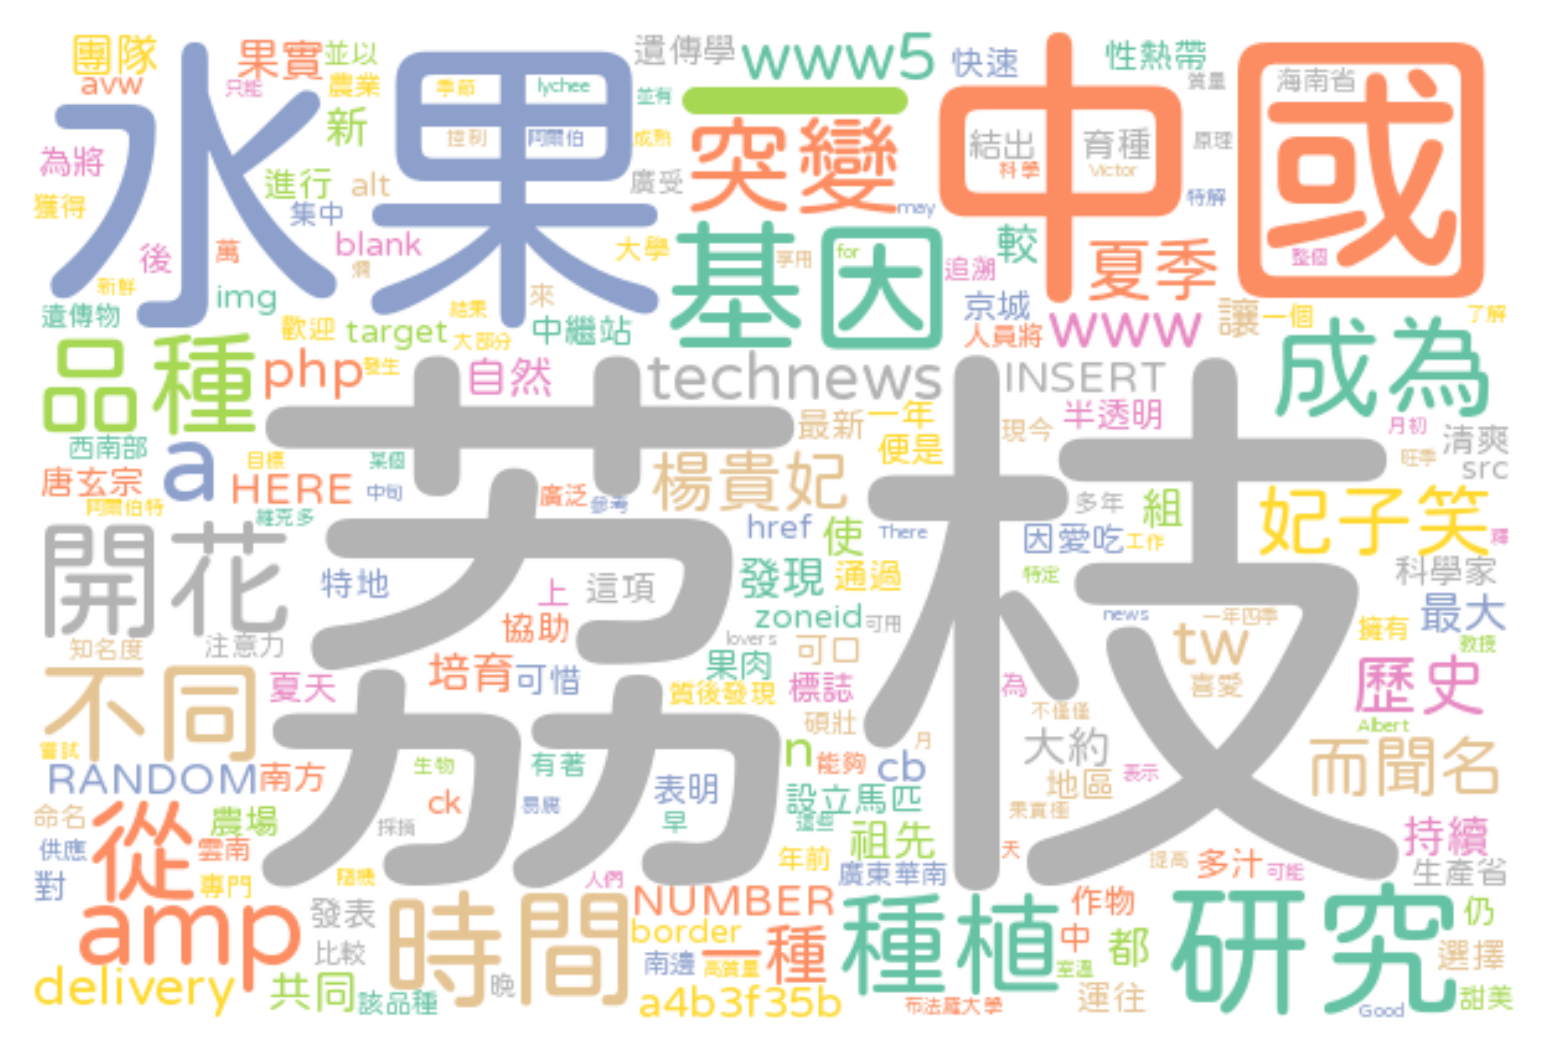 團隊
果實
並以
遺傳學
www5
快速
中國
性熱帶
海南省
avw
只能
農業
水果
季節
lychee
並有
一
質量
新
控制
阿爾伯
成熟
突變
結出
育種
原理
為將
進行
alt
廣受
科學
Victor
特解
獲得
集中
may
後
萬
blank
大學
基因
享用
for
大
追溯
較
夏季
整個
新鮮
img
來
結果
京城
讓
一個
了解
遺傳物
歡迎
target
大部分
中繼站
人員將
www
成為
品種
php
發生
自然
technews
INSERT
荔枝
最新
一年
現今
半透明
月初
清爽
西南部
a
目標
某個
便是
旺季
src
唐玄宗
HERE
中旬
廣泛
參考
楊貴妃
多年
組
妃子笑
阿爾伯特
維克多
href
使
There
因愛吃
工作
開花
特地
上
這項
發現
通過
特定
科學家
協助
zoneid
可用
news
一年四季
最大
知名度
注意力
lovers
可口
tw
擁有
教授
不同
夏天
培育
可惜
果肉
質後發現
標誌
為
喜愛
歷史
不僅僅
碩壯
Albert
嘗試
RANDOM
南方
生物
有著
n
能夠
月
cb
大約
地區
表示
而聞名
ck
易腐
表明
設立馬匹
果實種
命名
從
農場
採摘
早
這些
祖先
持續
供應
雲南
年前
廣東華南
天
提高
多汁
可能
生產省
對
專門
隨機
人們
amp
發表
時間
NUMBER
種植
作物
研究
仍
比較
border
一種
中
都
選擇
delivery
共同
該品種
晚
南邊
高質量
室溫
a4b3f35b
布法羅大學
運往
Good
甜美